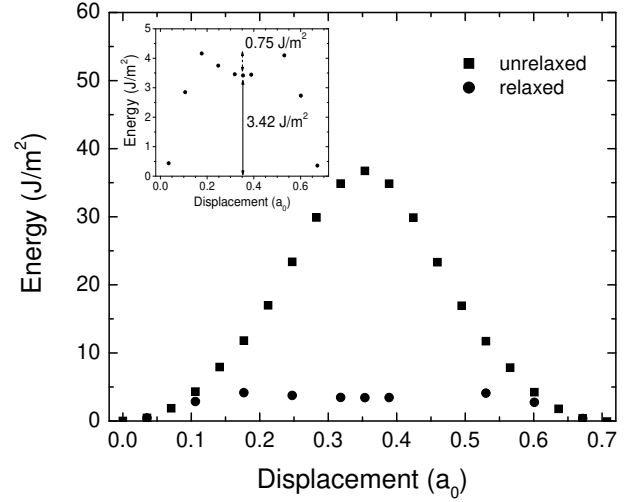 60
50
40
30
20
10
0
Energy (J/m²)
0.0 0.1 0.2 0.3 0.4 0.5 0.6 0.7
Displacement (a₀)
unrelaxed
relaxed
5
4
3
2
1
0
Energy (J/m²)
0.75 J/m²
3.42 J/m²
0.0 0.2 0.4 0.6
Displacement (a₀)